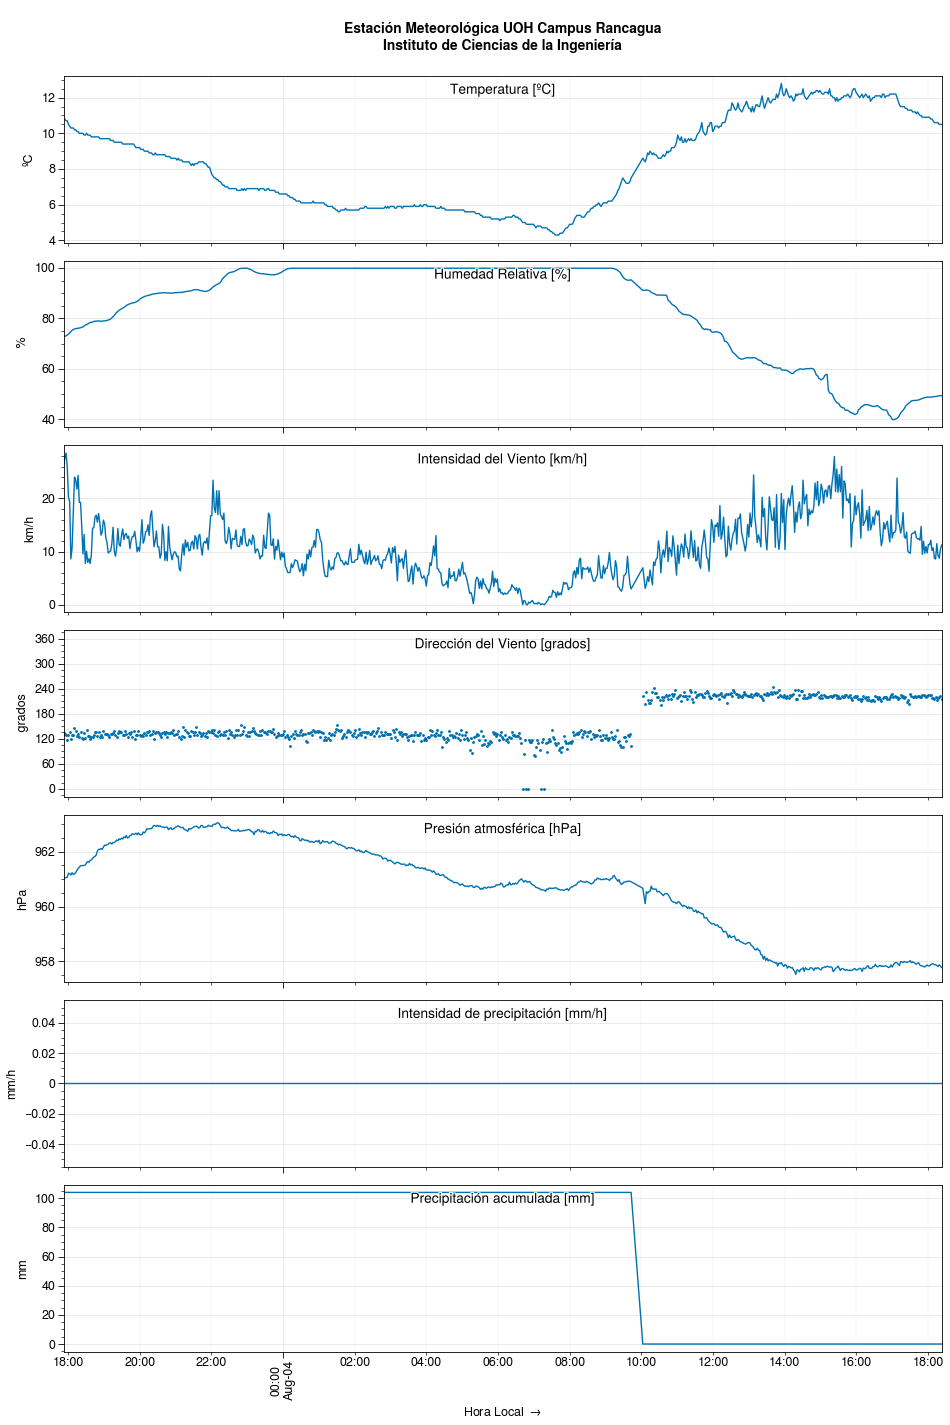 Estación Meteorológica UOH Campus Rancagua
Instituto de Ciencias de la Ingeniería
Temperatura [ºC]
12
10
8
6
4
ºC
Humedad Relativa [%]
100
80
60
40
%
Intensidad del Viento [km/h]
20
10
0
km/h
Dirección del Viento [grados]
360
300
240
180
120
60
0
grados
Presión atmosférica [hPa]
962
960
958
hPa
Intensidad de precipitación [mm/h]
0.04
0.02
0
−0.02
−0.04
mm/h
Precipitación acumulada [mm]
100
80
60
40
20
0
mm
18:00 20:00 22:00 00:00 02:00 04:00 06:00 08:00 10:00 12:00 14:00 16:00 18:00
Aug-04
Hora Local →